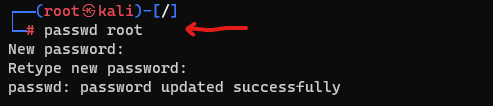 ┌──(root㉿kali)-[/]
└─# passwd root
New password:
Retype new password:
passwd: password updated successfully